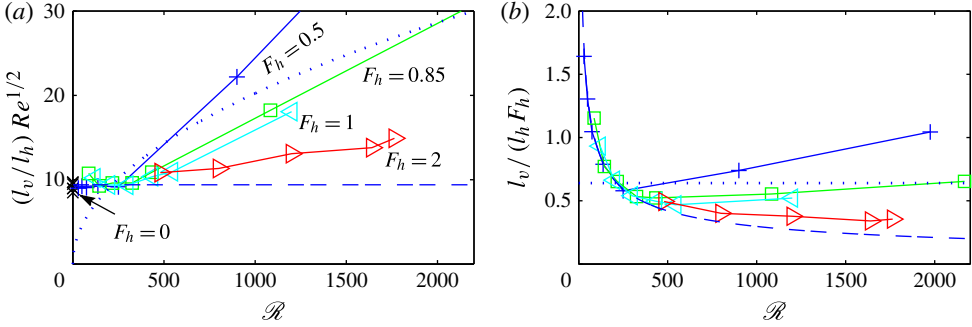 (a)
30
20
10
0
500
1000
1500
2000
(l_v/l_h) Re^{1/2}
ℛ
F_h = 0.5
F_h = 0.85
F_h = 1
F_h = 2
F_h = 0
(b)
2.0
1.5
1.0
0.5
0
500
1000
1500
2000
l_v/(l_h F_h)
ℛ